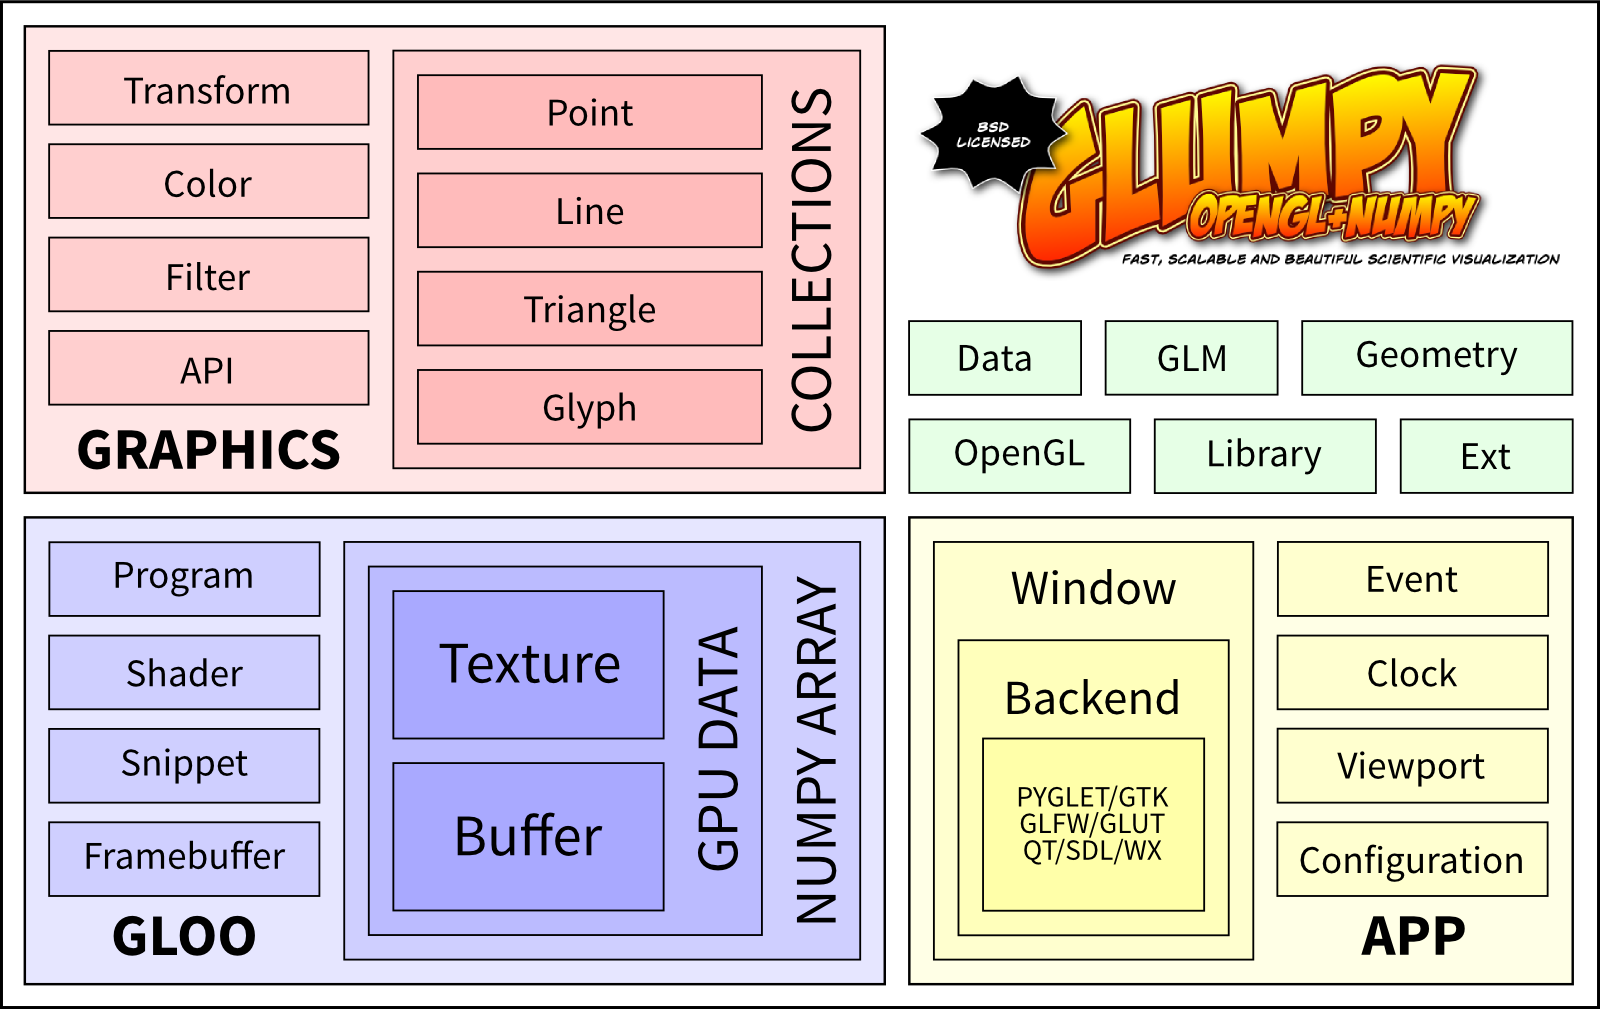 Transform
Color
Filter
API
GRAPHICS
Point
Line
Triangle
Glyph
COLLECTIONS
BSD
LICENSED
GLUMPY
OPENGL+NUMPY
FAST, SCALABLE AND BEAUTIFUL SCIENTIFIC VISUALIZATION
Data
GLM
Geometry
OpenGL
Library
Ext
Program
Shader
Snippet
Framebuffer
GLOO
Texture
Buffer
GPU DATA
NUMPY ARRAY
Window
Backend
PYGLET/GTK
GLFW/GLUT
QT/SDL/WX
Event
Clock
Viewport
Configuration
APP